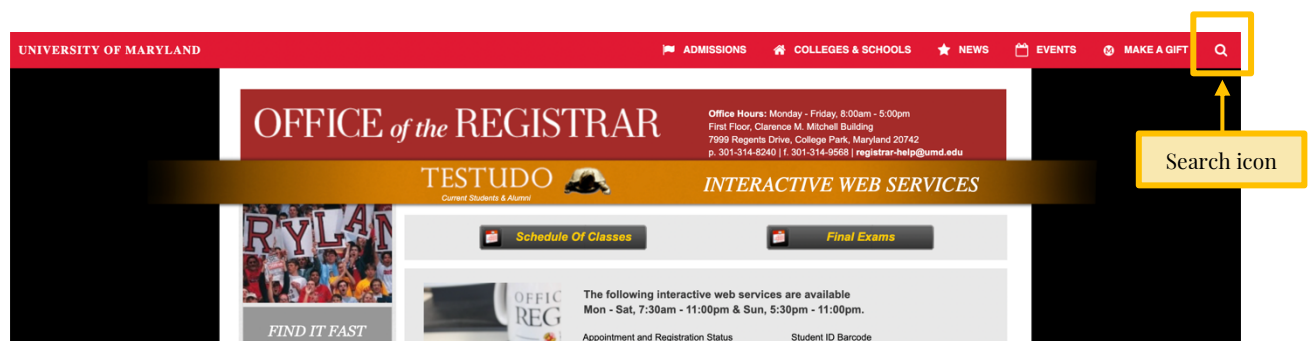 UNIVERSITY OF MARYLAND
ADMISSIONS
COLLEGES & SCHOOLS
NEWS
EVENTS
MAKE A GIFT
Search icon
OFFICE of the REGISTRAR
Office Hours: Monday - Friday, 8:00am - 5:00pm
First Floor, Clarence M. Mitchell Building
7999 Regents Drive, College Park, Maryland 20742
p. 301-314-8240 | f. 301-314-9568 | registrar-help@umd.edu
TESTUDO
Current Students & Alumni
INTERACTIVE WEB SERVICES
RYLAN
Schedule Of Classes
Final Exams
OFFIC
REG
The following interactive web services are available
Mon - Sat, 7:30am - 11:00pm & Sun, 5:30pm - 11:00pm.
FIND IT FAST
Appointment and Registration Status
Student ID Barcode